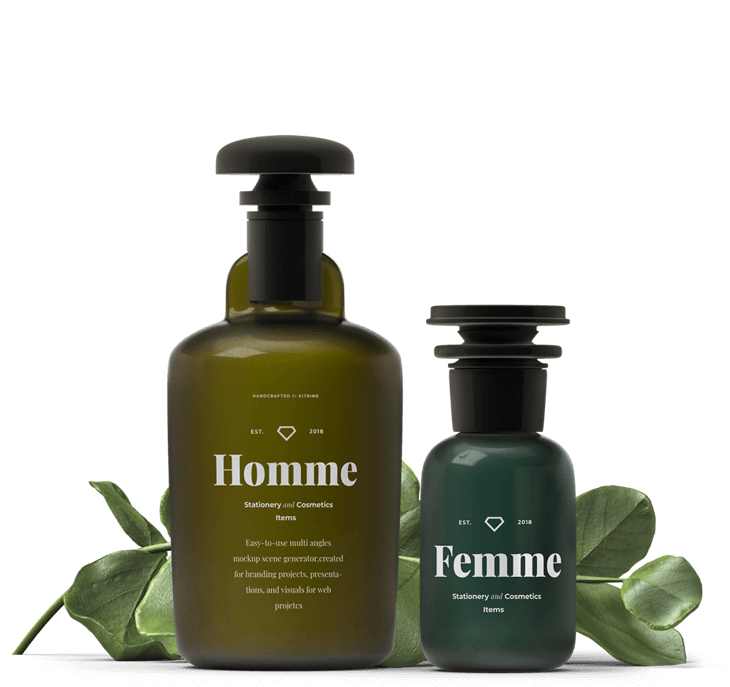 HANDCRAFTED by KITBING
EST. 2018
Homme
Stationery and Cosmetics
Items
Easy-to-use multi angles
mockup scene generator.created
for branding projects, presenta-
tions, and visuals for web
projetcs
EST. 2018
Femme
Stationery and Cosmetics
Items